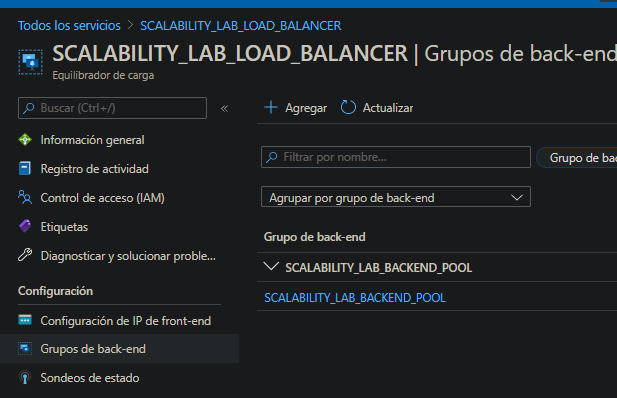 Todos los servicios > SCALABILITY_LAB_LOAD_BALANCER
SCALABILITY_LAB_LOAD_BALANCER | Grupos de back-end
Equilibrador de carga
Buscar (Ctrl+/)
«
Agregar
Actualizar
Información general
Registro de actividad
Control de acceso (IAM)
Etiquetas
Diagnosticar y solucionar proble...
Configuración
Configuración de IP de front-end
Grupos de back-end
Sondeos de estado
Filtrar por nombre...
Grupo de bac
Agrupar por grupo de back-end
Grupo de back-end
SCALABILITY_LAB_BACKEND_POOL
SCALABILITY_LAB_BACKEND_POOL